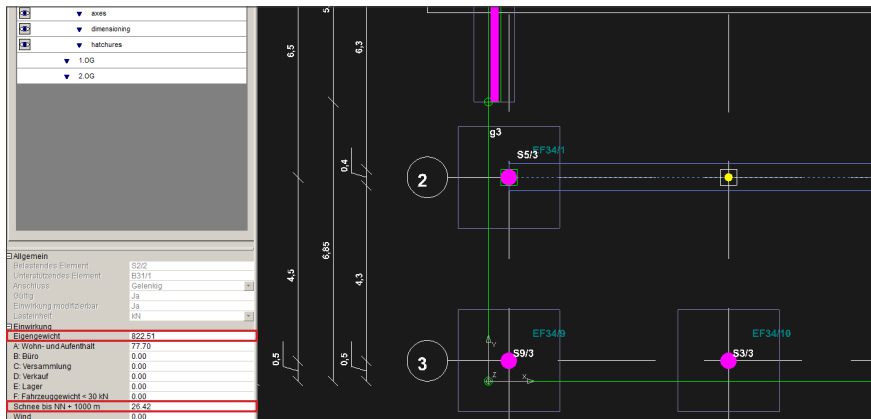 axes
dimensioning
hatchures
1.OG
2.OG
Allgemein
Belastendes Element S2/2
Unterstützendes Element B31/1
Anschluss Gelenkig
Gültig Ja
Einwirkung modifizierbar Ja
Lasteinheit kN
Einwirkung
Eigengewicht 822.51
A: Wohn- und Aufenthalt 77.70
B: Büro 0.00
C: Versammlung 0.00
D: Verkauf 0.00
E: Lager 0.00
F: Fahrzeuggewicht < 30 kN 0.00
Schnee bis NN + 1000 m 26.42
Wind 0.00
6,5
5
6,3
g3
EF34/1
S5/3
0,4
2
6,85
4,5
4,3
EF34/9
EF34/10
0,5
0,5
3
S9/3
S3/3
Y
Z
X